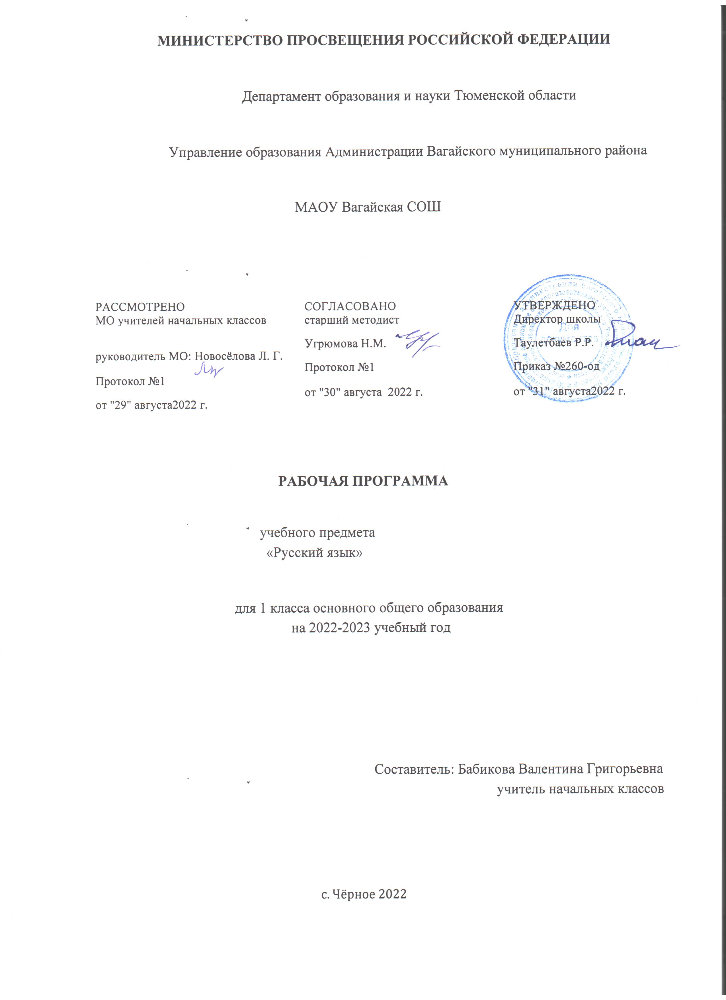 МИНИСТЕРСТВО ПРОСВЕЩЕНИЯ РОССИЙСКОЙ ФЕДЕРАЦИИ
Департамент образования и науки Тюменской области
Управление образования Администрации Вагайского муниципального района
МАОУ Вагайская СОШ
РАССМОТРЕНО
МО учителей начальных классов
руководитель МО: Новосёлова Л. Г.
Протокол №1
от "29" августа2022 г.
СОГЛАСОВАНО
старший методист
Угрюмова Н.М.
Протокол №1
от "30" августа 2022 г.
УТВЕРЖДЕНО
Директор школы
Таулетбаев Р.Р.
Приказ №260-од
от "31" августа2022 г.
Для
РАБОЧАЯ ПРОГРАММА
учебного предмета
«Русский язык»
для 1 класса основного общего образования
на 2022-2023 учебный год
Составитель: Бабикова Валентина Григорьевна
учитель начальных классов
с. Чёрное 2022